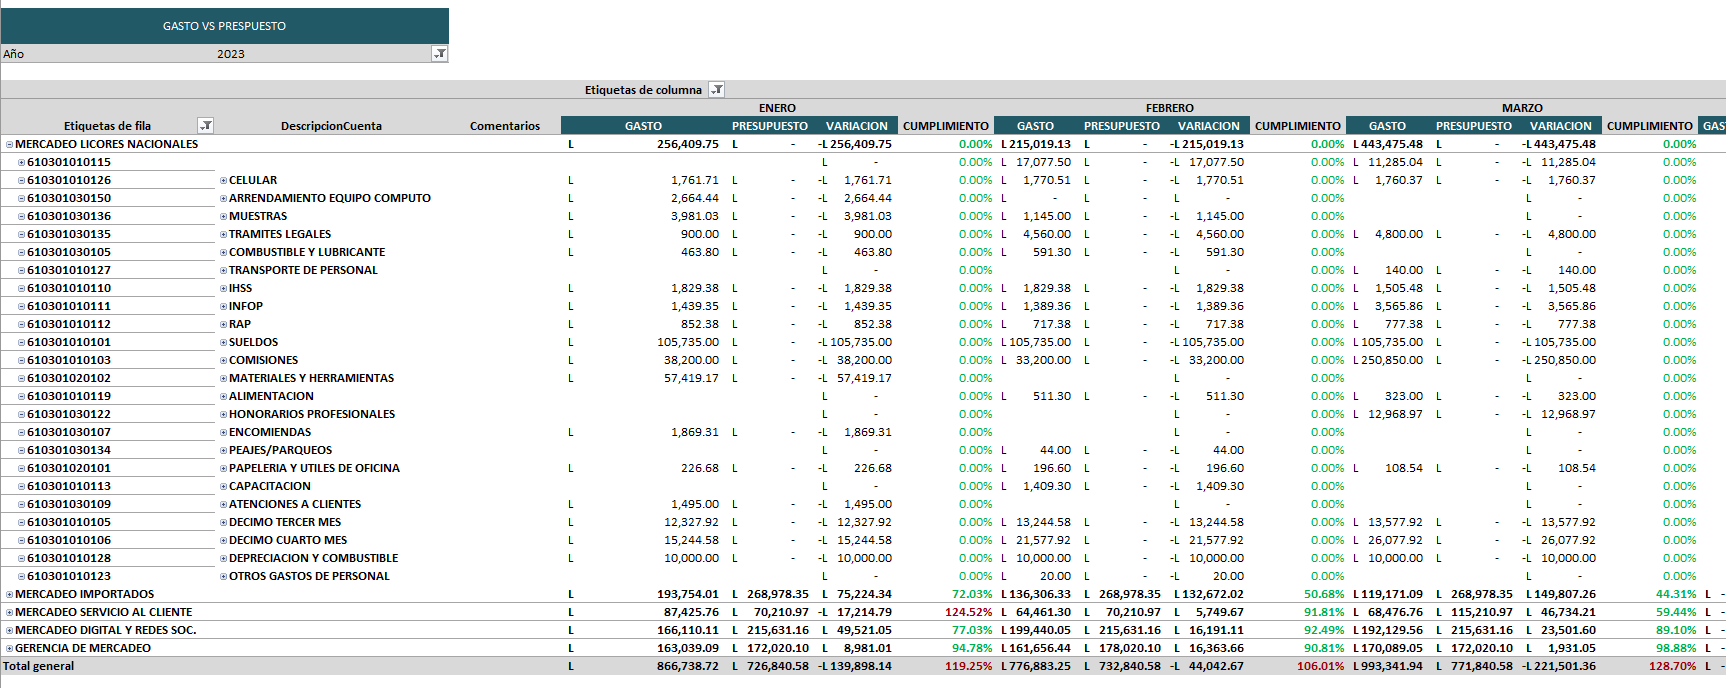 GASTO VS PRESPUESTO
Año 2023
Etiquetas de columna
ENERO FEBRERO MARZO
Etiquetas de fila DescripcionCuenta Comentarios GASTO PRESUPUESTO VARIACION CUMPLIMIENTO GASTO PRESUPUESTO VARIACION CUMPLIMIENTO GASTO PRESUPUESTO VARIACION CUMPLIMIENTO GAS
MERCADEO LICORES NACIONALES L 256,409.75 L - -L 256,409.75 0.00% L 215,019.13 L - -L 215,019.13 0.00% L 443,475.48 L - -L 443,475.48 0.00%
610301010115 L - 0.00% L 17,077.50 L - -L 17,077.50 0.00% L 11,285.04 L - -L 11,285.04 0.00%
610301010126 CELULAR L 1,761.71 L - -L 1,761.71 0.00% L 1,770.51 L - -L 1,770.51 0.00% L 1,760.37 L - -L 1,760.37 0.00%
610301030150 ARRENDAMIENTO EQUIPO COMPUTO L 2,664.44 L - -L 2,664.44 0.00% L - L - L - 0.00% L - 0.00%
610301030136 MUESTRAS L 3,981.03 L - -L 3,981.03 0.00% L 1,145.00 L - -L 1,145.00 0.00% L - 0.00%
610301030135 TRAMITES LEGALES L 900.00 L - -L 900.00 0.00% L 4,560.00 L - -L 4,560.00 0.00% L 4,800.00 L - -L 4,800.00 0.00%
610301030105 COMBUSTIBLE Y LUBRICANTE L 463.80 L - -L 463.80 0.00% L 591.30 L - -L 591.30 0.00% L - 0.00%
610301010127 TRANSPORTE DE PERSONAL L - 0.00% L - 0.00% L 140.00 L - -L 140.00 0.00%
610301010110 IHSS L 1,829.38 L - -L 1,829.38 0.00% L 1,829.38 L - -L 1,829.38 0.00% L 1,505.48 L - -L 1,505.48 0.00%
610301010111 INFOP L 1,439.35 L - -L 1,439.35 0.00% L 1,389.36 L - -L 1,389.36 0.00% L 3,565.86 L - -L 3,565.86 0.00%
610301010112 RAP L 852.38 L - -L 852.38 0.00% L 717.38 L - -L 717.38 0.00% L 777.38 L - -L 777.38 0.00%
610301010101 SUELDOS L 105,735.00 L - -L 105,735.00 0.00% L 105,735.00 L - -L 105,735.00 0.00% L 105,735.00 L - -L 105,735.00 0.00%
610301010103 COMISIONES L 38,200.00 L - -L 38,200.00 0.00% L 33,200.00 L - -L 33,200.00 0.00% L 250,850.00 L - -L 250,850.00 0.00%
610301020102 MATERIALES Y HERRAMIENTAS L 57,419.17 L - -L 57,419.17 0.00% L - 0.00% L - 0.00%
610301010119 ALIMENTACION L - 0.00% L 511.30 L - -L 511.30 0.00% L 323.00 L - -L 323.00 0.00%
610301030122 HONORARIOS PROFESIONALES L - 0.00% L - 0.00% L 12,968.97 L - -L 12,968.97 0.00%
610301030107 ENCOMIENDAS L 1,869.31 L - -L 1,869.31 0.00% L - 0.00% L - 0.00%
610301030134 PEAJES/PARQUEOS L - 0.00% L 44.00 L - -L 44.00 0.00% L - 0.00%
610301020101 PAPELERIA Y UTILES DE OFICINA L 226.68 L - -L 226.68 0.00% L 196.60 L - -L 196.60 0.00% L 108.54 L - -L 108.54 0.00%
610301010113 CAPACITACION L - 0.00% L 1,409.30 L - -L 1,409.30 0.00% L - 0.00%
610301030109 ATENCIONES A CLIENTES L 1,495.00 L - -L 1,495.00 0.00% L - 0.00% L - 0.00%
610301010105 DECIMO TERCER MES L 12,327.92 L - -L 12,327.92 0.00% L 13,244.58 L - -L 13,244.58 0.00% L 13,577.92 L - -L 13,577.92 0.00%
610301010106 DECIMO CUARTO MES L 15,244.58 L - -L 15,244.58 0.00% L 21,577.92 L - -L 21,577.92 0.00% L 26,077.92 L - -L 26,077.92 0.00%
610301010128 DEPRECIACION Y COMBUSTIBLE L 10,000.00 L - -L 10,000.00 0.00% L 10,000.00 L - -L 10,000.00 0.00% L 10,000.00 L - -L 10,000.00 0.00%
610301010123 OTROS GASTOS DE PERSONAL L - 0.00% L 20.00 L - -L 20.00 0.00% L - 0.00%
MERCADEO IMPORTADOS L 193,754.01 L 268,978.35 L 75,224.34 72.03% L 136,306.33 L 268,978.35 L 132,672.02 50.68% L 119,171.09 L 268,978.35 L 149,807.26 44.31% L -
MERCADEO SERVICIO AL CLIENTE L 87,425.76 L 70,210.97 -L 17,214.79 124.52% L 64,461.30 L 70,210.97 L 5,749.67 91.81% L 68,476.76 L 115,210.97 L 46,734.21 59.44% L -
MERCADEO DIGITAL Y REDES SOC. L 166,110.11 L 215,631.16 L 49,521.05 77.03% L 199,440.05 L 215,631.16 L 16,191.11 92.49% L 192,129.56 L 215,631.16 L 23,501.60 89.10% L -
GERENCIA DE MERCADEO L 163,039.09 L 172,020.10 L 8,981.01 94.78% L 161,656.44 L 178,020.10 L 16,363.66 90.81% L 170,089.05 L 172,020.10 L 1,931.05 98.88% L -
Total general L 866,738.72 L 726,840.58 -L 139,898.14 119.25% L 776,883.25 L 732,840.58 -L 44,042.67 106.01% L 993,341.94 L 771,840.58 -L 221,501.36 128.70% L -